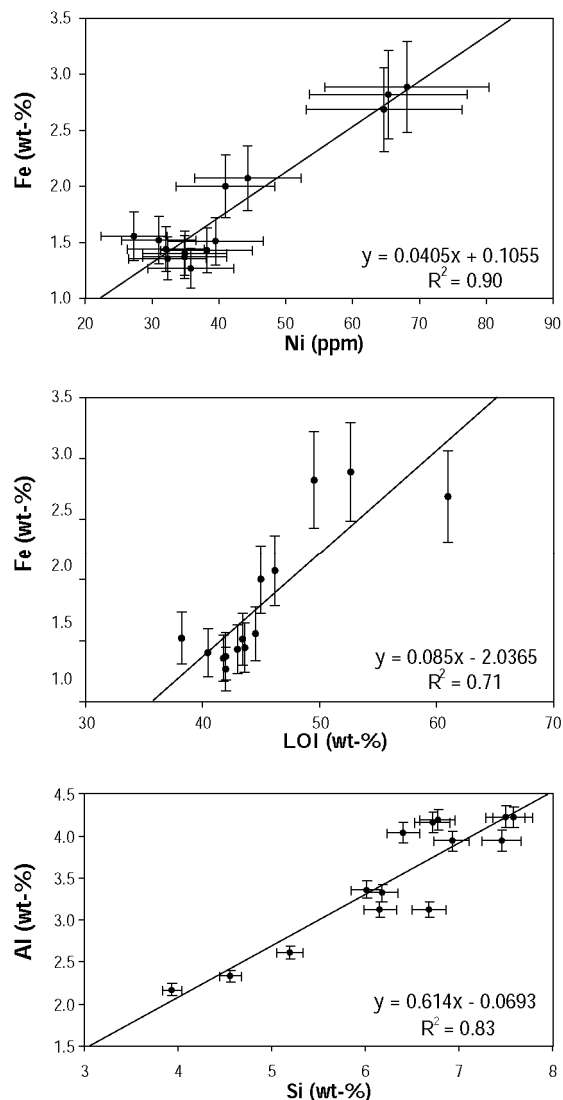 3.5
3.0
2.5
2.0
1.5
1.0
Fe (wt-%)
y = 0.0405x + 0.1055
R² = 0.90
20 30 40 50 60 70 80 90
Ni (ppm)
3.5
3.0
2.5
2.0
1.5
1.0
Fe (wt-%)
y = 0.085x - 2.0365
R² = 0.71
30 40 50 60 70
LOI (wt-%)
4.5
4.0
3.5
3.0
2.5
2.0
1.5
Al (wt-%)
y = 0.614x - 0.0693
R² = 0.83
3 4 5 6 7 8
Si (wt-%)